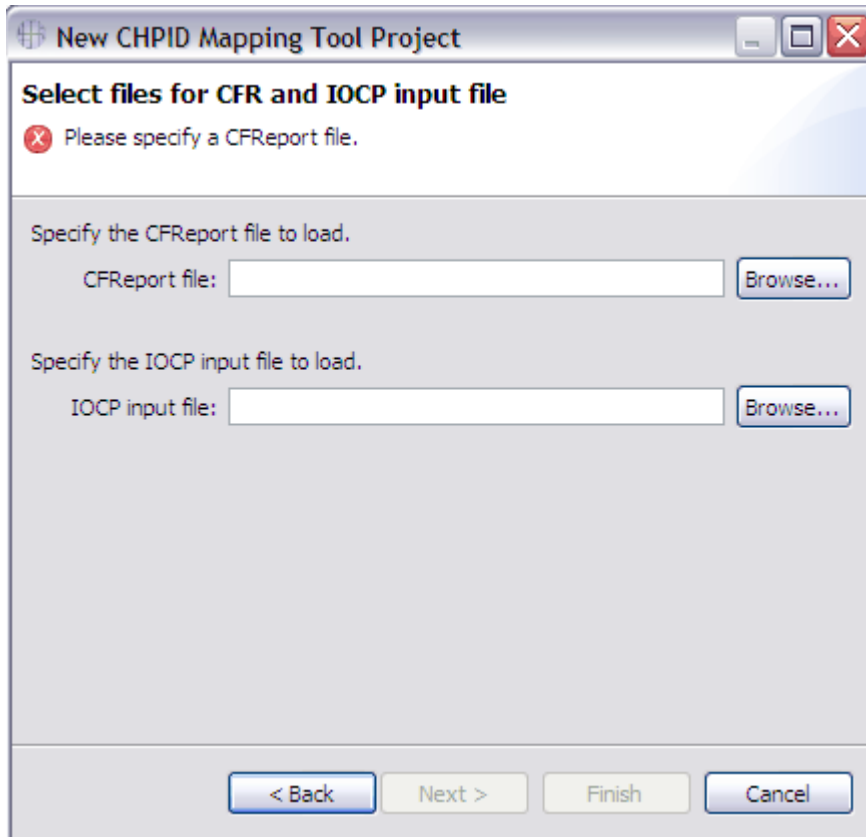 New CHPID Mapping Tool Project
Select files for CFR and IOCP input file
Please specify a CFReport file.
Specify the CFReport file to load.
CFReport file: Browse...
Specify the IOCP input file to load.
IOCP input file: Browse...
< Back Next > Finish Cancel